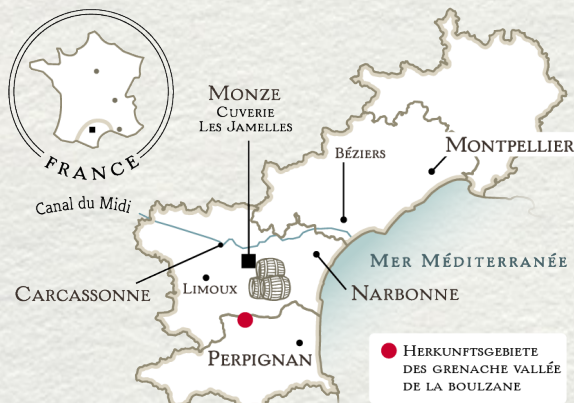 FRANCE
MONZE
CUVERIE
LES JAMELLES
BÉZIERS
MONTPELLIER
Canal du Midi
MER MÉDITERRANÉE
CARCASSONNE
LIMOUX
NARBONNE
PERPIGNAN
HERKUNFTSGEBIETE
DES GRENACHE VALLÉE
DE LA BOULZANE